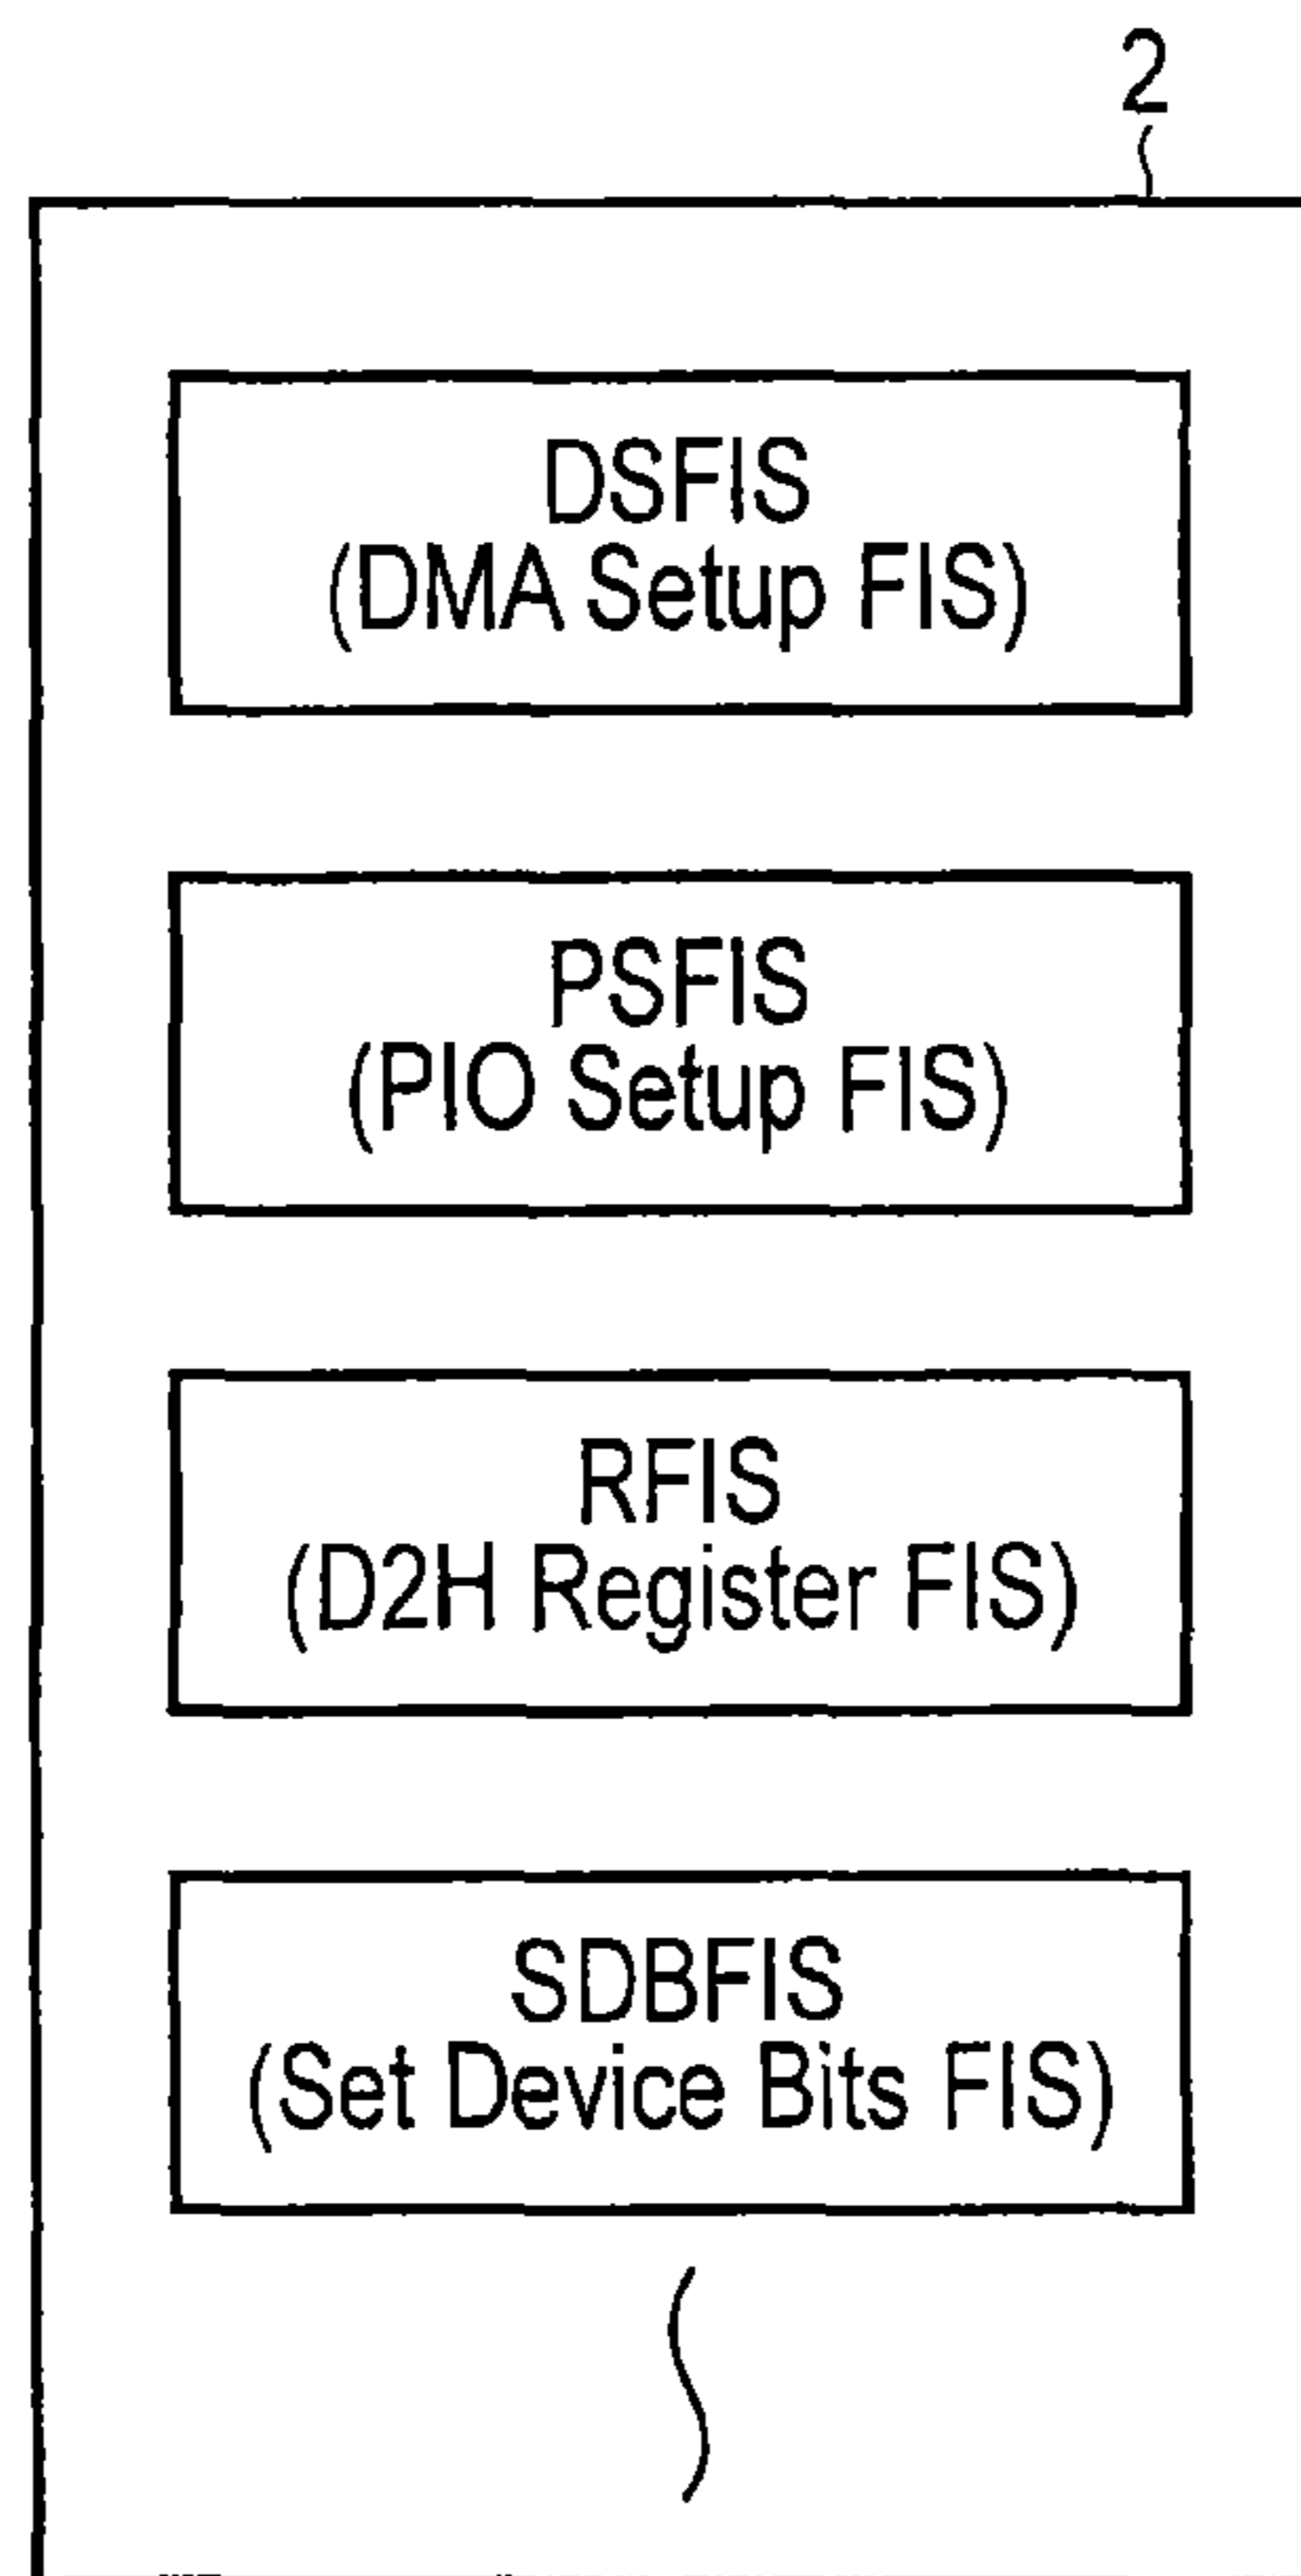 2
DSFIS
(DMA Setup FIS)
PSFIS
(PIO Setup FIS)
RFIS
(D2H Register FIS)
SDBFIS
(Set Device Bits FIS)